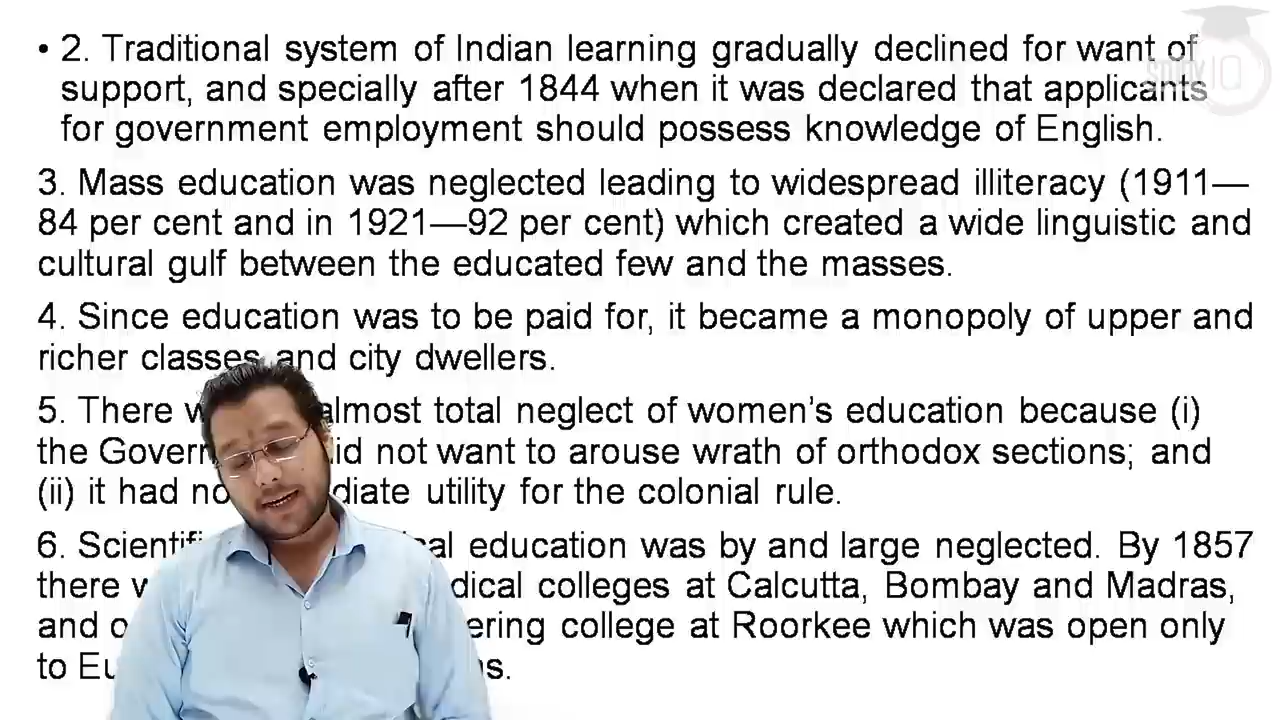 • 2. Traditional system of Indian learning gradually declined for want of
support, and specially after 1844 when it was declared that applicants
for government employment should possess knowledge of English.
3. Mass education was neglected leading to widespread illiteracy (1911—
84 per cent and in 1921—92 per cent) which created a wide linguistic and
cultural gulf between the educated few and the masses.
4. Since education was to be paid for, it became a monopoly of upper and
richer classes and city dwellers.
5. There almost total neglect of women’s education because (i)
the not want to arouse wrath of orthodox sections; and
(ii) it had utility for the colonial rule.
6. education was by and large neglected. By 1857
there colleges at Calcutta, Bombay and Madras,
and college at Roorkee which was open only
to